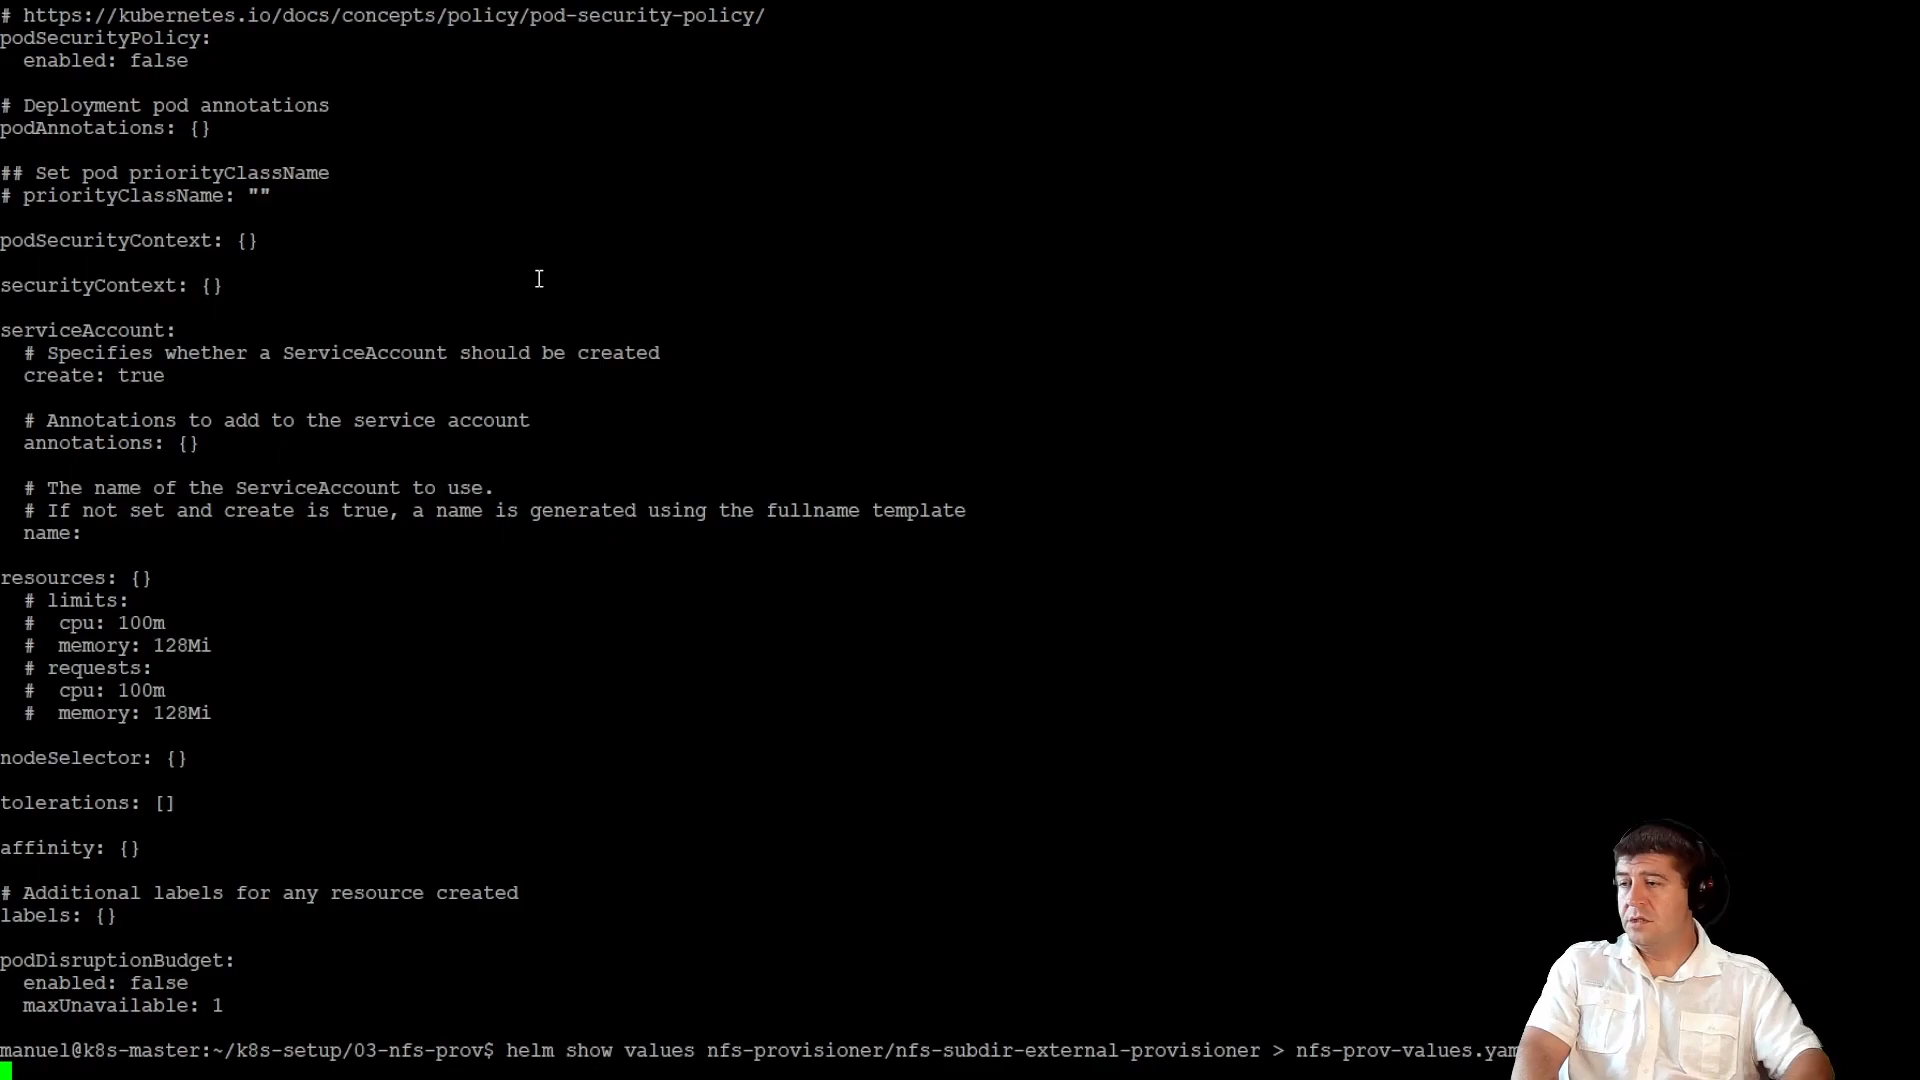 # https://kubernetes.io/docs/concepts/policy/pod-security-policy/
podSecurityPolicy:
  enabled: false

# Deployment pod annotations
podAnnotations: {}

## Set pod priorityClassName
# priorityClassName: ""

podSecurityContext: {}

securityContext: {}

serviceAccount:
  # Specifies whether a ServiceAccount should be created
  create: true

  # Annotations to add to the service account
  annotations: {}

  # The name of the ServiceAccount to use.
  # If not set and create is true, a name is generated using the fullname template
  name:

resources: {}
  # limits:
  #  cpu: 100m
  #  memory: 128Mi
  # requests:
  #  cpu: 100m
  #  memory: 128Mi

nodeSelector: {}

tolerations: []

affinity: {}

# Additional labels for any resource created
labels: {}

podDisruptionBudget:
  enabled: false
  maxUnavailable: 1

manuel@k8s-master:~/k8s-setup/03-nfs-prov$ helm show values nfs-provisioner/nfs-subdir-external-provisioner > nfs-prov-values.yam